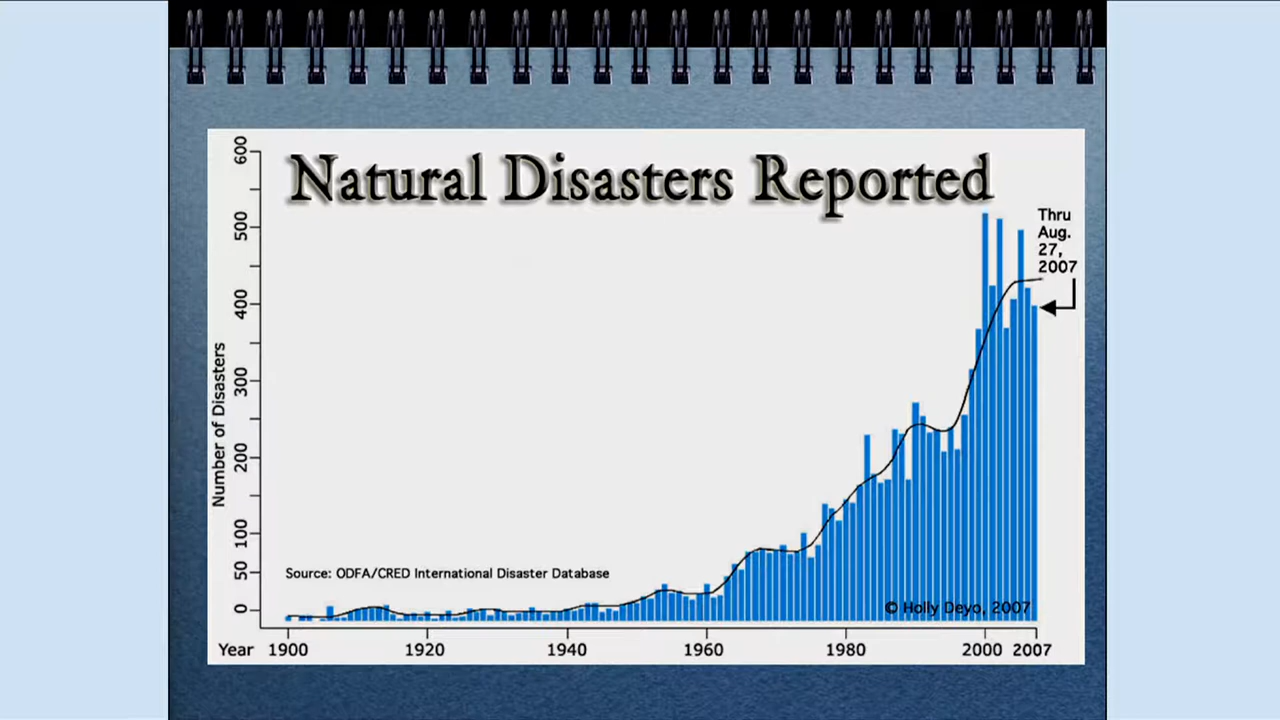 Natural Disasters Reported
Thru
Aug.
27,
2007
Number of Disasters
600
500
400
300
200
100
50
0
Source: ODFA/CRED International Disaster Database
© Holly Deyo, 2007
Year 1900 1920 1940 1960 1980 2000 2007